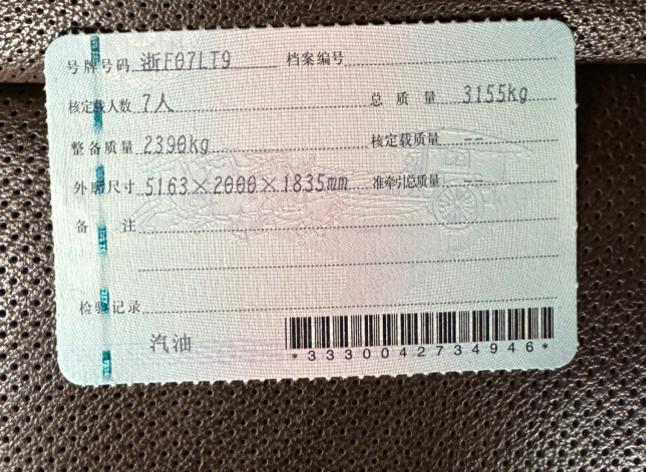 号牌号码 浙F07LT9 档案编号
核定载人数 7人 总质量 3155kg
整备质量 2390kg 核定载质量 --
外廓尺寸 5163×2000×1835mm 准牵引总质量 --
备注
检验记录
汽油
*3330042734946*